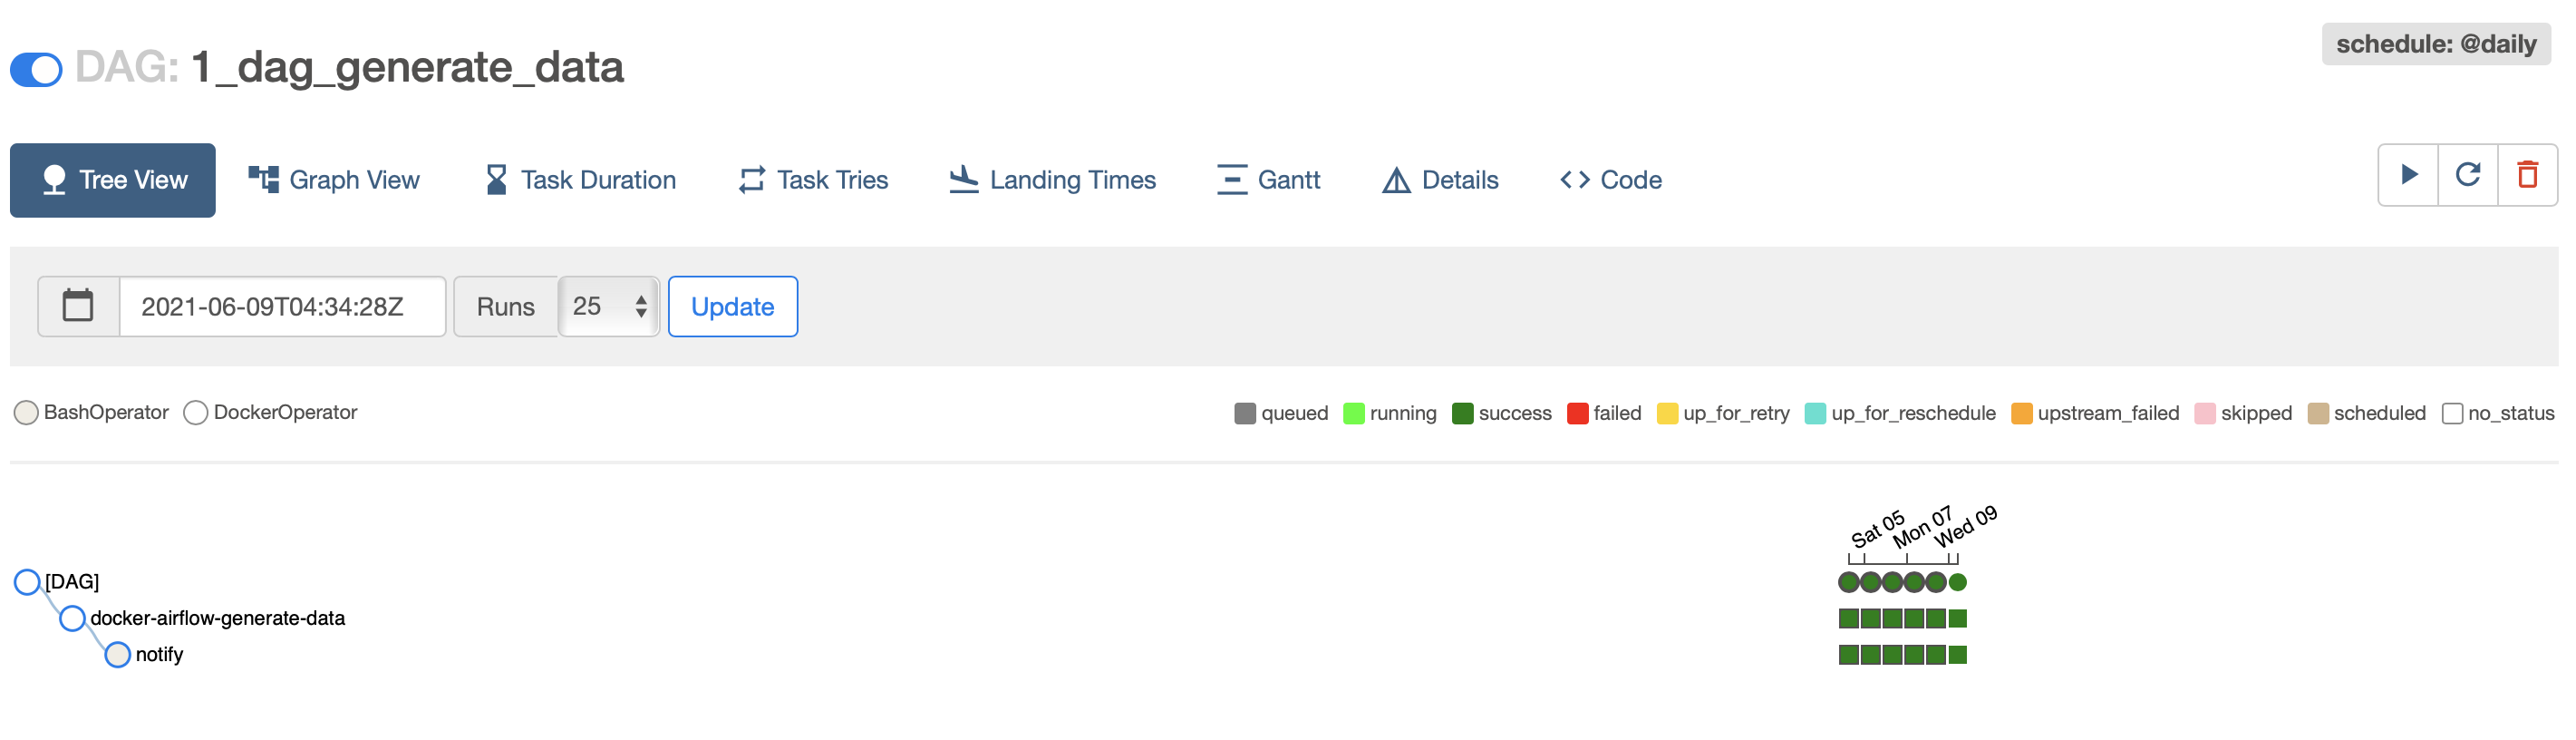 DAG: 1_dag_generate_data
schedule: @daily
Tree View Graph View Task Duration Task Tries Landing Times Gantt Details Code
2021-06-09T04:34:28Z Runs 25 Update
BashOperator DockerOperator
queued running success failed up_for_retry up_for_reschedule upstream_failed skipped scheduled no_status
Sat 05 Mon 07 Wed 09
[DAG]
docker-airflow-generate-data
notify